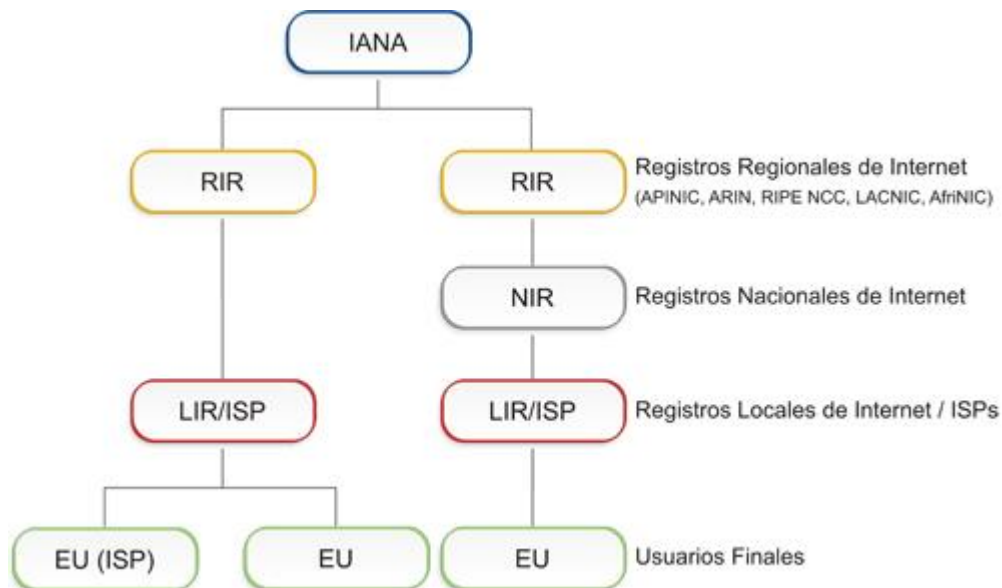 IANA
RIR
RIR
Registros Regionales de Internet
(APINIC, ARIN, RIPE NCC, LACNIC, AfriNIC)
NIR
Registros Nacionales de Internet
LIR/ISP
LIR/ISP
Registros Locales de Internet / ISPs
EU (ISP)
EU
EU
Usuarios Finales